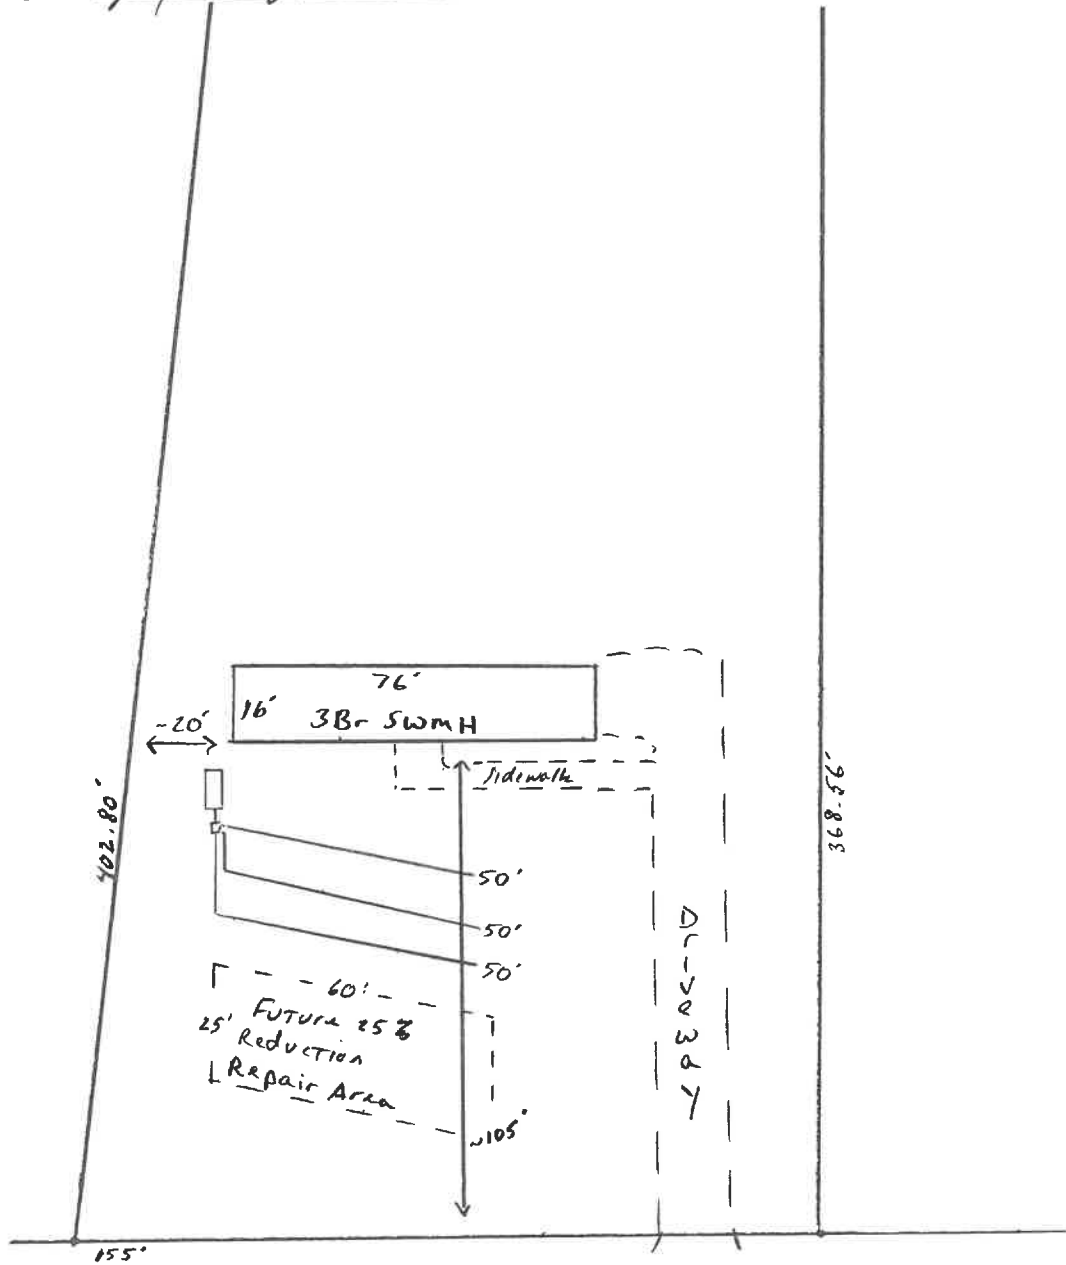 76'
16'
3Br SWMH
~20'
sidewalk
402.80'
368.56'
50'
50'
50'
Driveway
60'
Future 25%
25' Reduction
Repair Area
~105'
155'